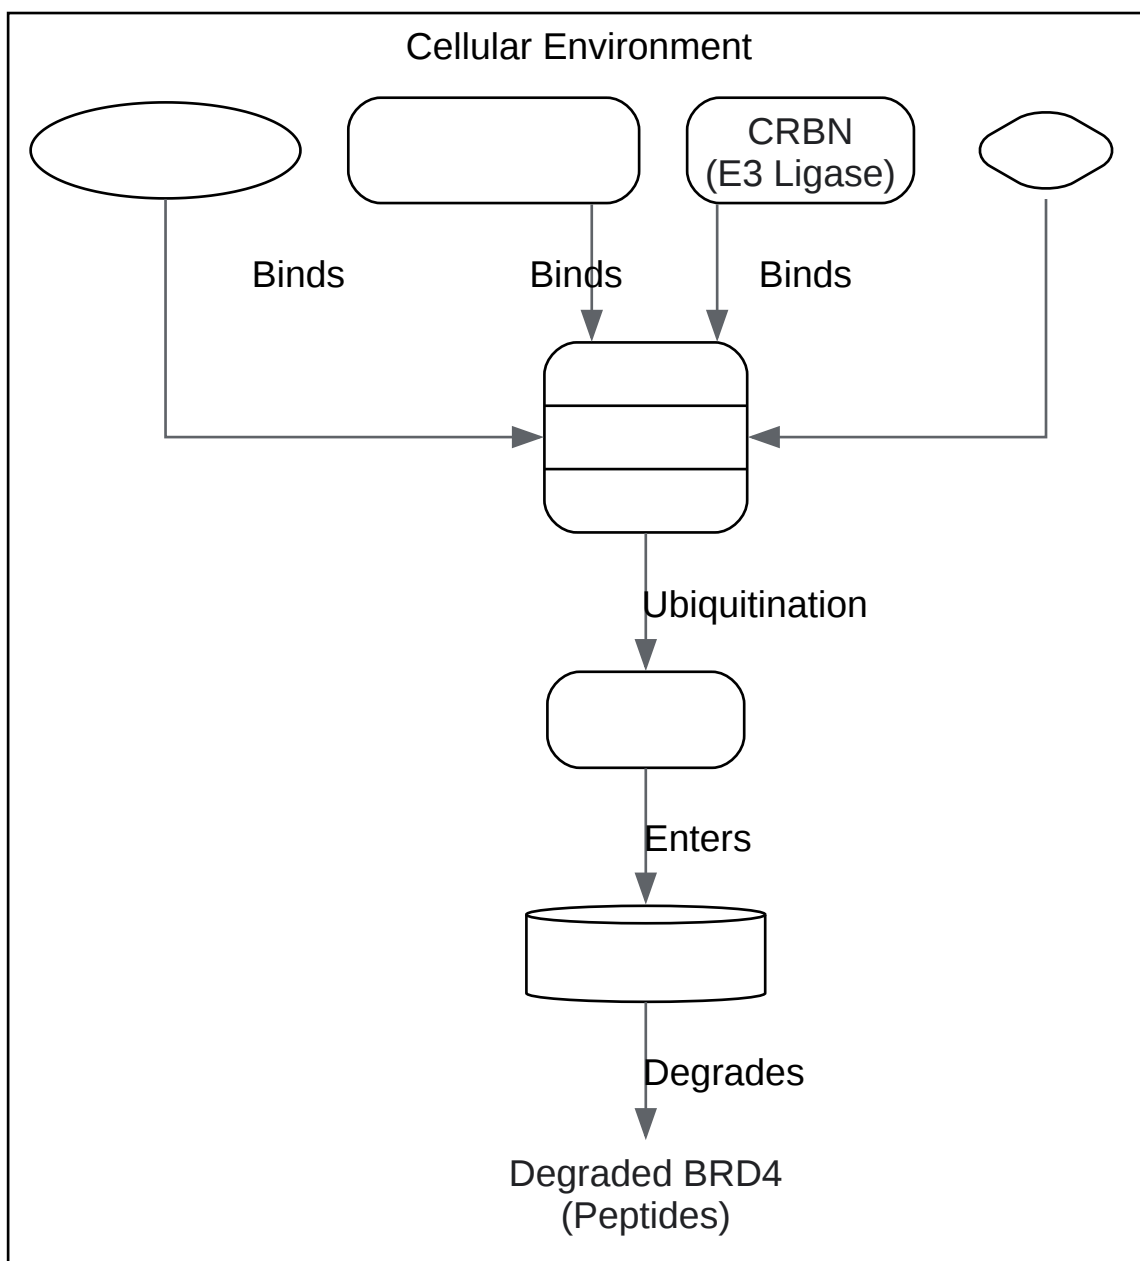 Cellular Environment
CRBN
(E3 Ligase)
Binds
Binds
Binds
Ubiquitination
Enters
Degrades
Degraded BRD4
(Peptides)